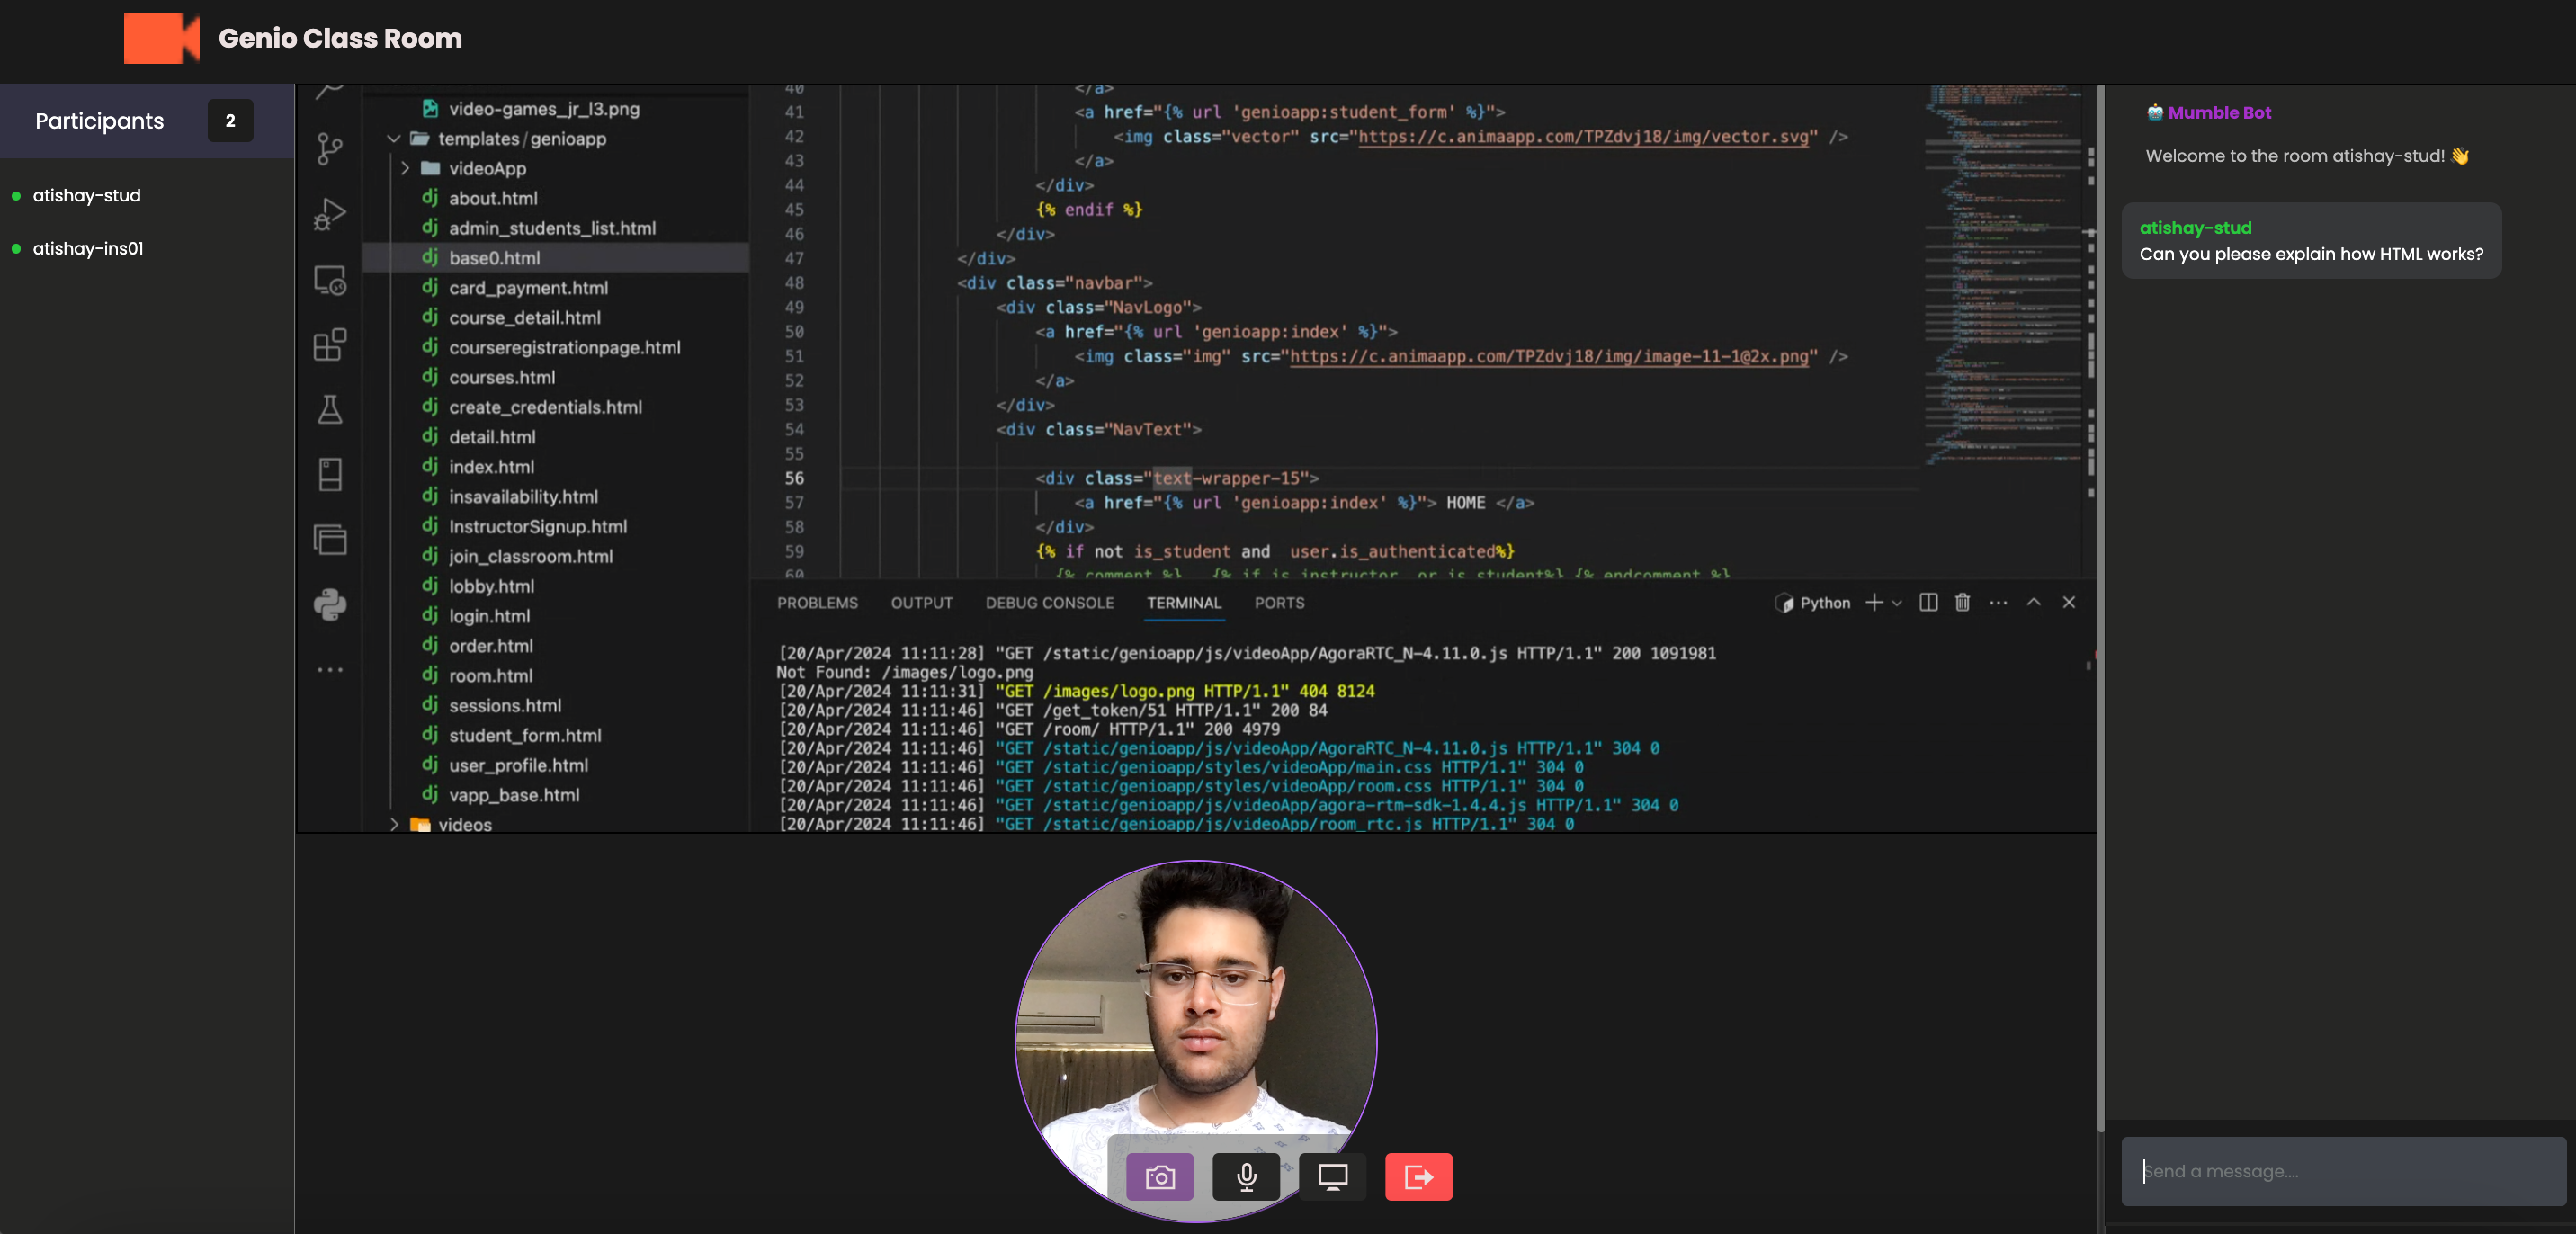 Genio Class Room
Participants 2
atishay-stud
atishay-ins01
video-games_jr_l3.png
templates/genioapp
videoApp
about.html
admin_students_list.html
base0.html
card_payment.html
course_detail.html
courseregistrationpage.html
courses.html
create_credentials.html
detail.html
index.html
insavailability.html
InstructorSignup.html
join_classroom.html
lobby.html
login.html
order.html
room.html
sessions.html
student_form.html
user_profile.html
vapp_base.html
videos
40 </a>
41 <a href="{% url 'genioapp:student_form' %}">
42 <img class="vector" src="https://c.animaapp.com/TPZdvj18/img/vector.svg" />
43 </a>
44 </div>
45 {% endif %}
46 </div>
47 </div>
48 <div class="navbar">
49 <div class="NavLogo">
50 <a href="{% url 'genioapp:index' %}">
51 <img class="img" src="https://c.animaapp.com/TPZdvj18/img/image-11-1@2x.png" />
52 </a>
53 </div>
54 <div class="NavText">
55
56 <div class="text-wrapper-15">
57 <a href="{% url 'genioapp:index' %}"> HOME </a>
58 </div>
59 {% if not is_student and  user.is_authenticated%}
60 {% comment %}   {% if is_instructor  or is_student%} {% endcomment %}
PROBLEMS OUTPUT DEBUG CONSOLE TERMINAL PORTS Python
[20/Apr/2024 11:11:28] "GET /static/genioapp/js/videoApp/AgoraRTC_N-4.11.0.js HTTP/1.1" 200 1091981
Not Found: /images/logo.png
[20/Apr/2024 11:11:31] "GET /images/logo.png HTTP/1.1" 404 8124
[20/Apr/2024 11:11:46] "GET /get_token/51 HTTP/1.1" 200 84
[20/Apr/2024 11:11:46] "GET /room/ HTTP/1.1" 200 4979
[20/Apr/2024 11:11:46] "GET /static/genioapp/js/videoApp/AgoraRTC_N-4.11.0.js HTTP/1.1" 304 0
[20/Apr/2024 11:11:46] "GET /static/genioapp/styles/videoApp/main.css HTTP/1.1" 304 0
[20/Apr/2024 11:11:46] "GET /static/genioapp/styles/videoApp/room.css HTTP/1.1" 304 0
[20/Apr/2024 11:11:46] "GET /static/genioapp/js/videoApp/agora-rtm-sdk-1.4.4.js HTTP/1.1" 304 0
[20/Apr/2024 11:11:46] "GET /static/genioapp/js/videoApp/room_rtc.js HTTP/1.1" 304 0
🤖 Mumble Bot
Welcome to the room atishay-stud! 👋
atishay-stud
Can you please explain how HTML works?
Send a message....